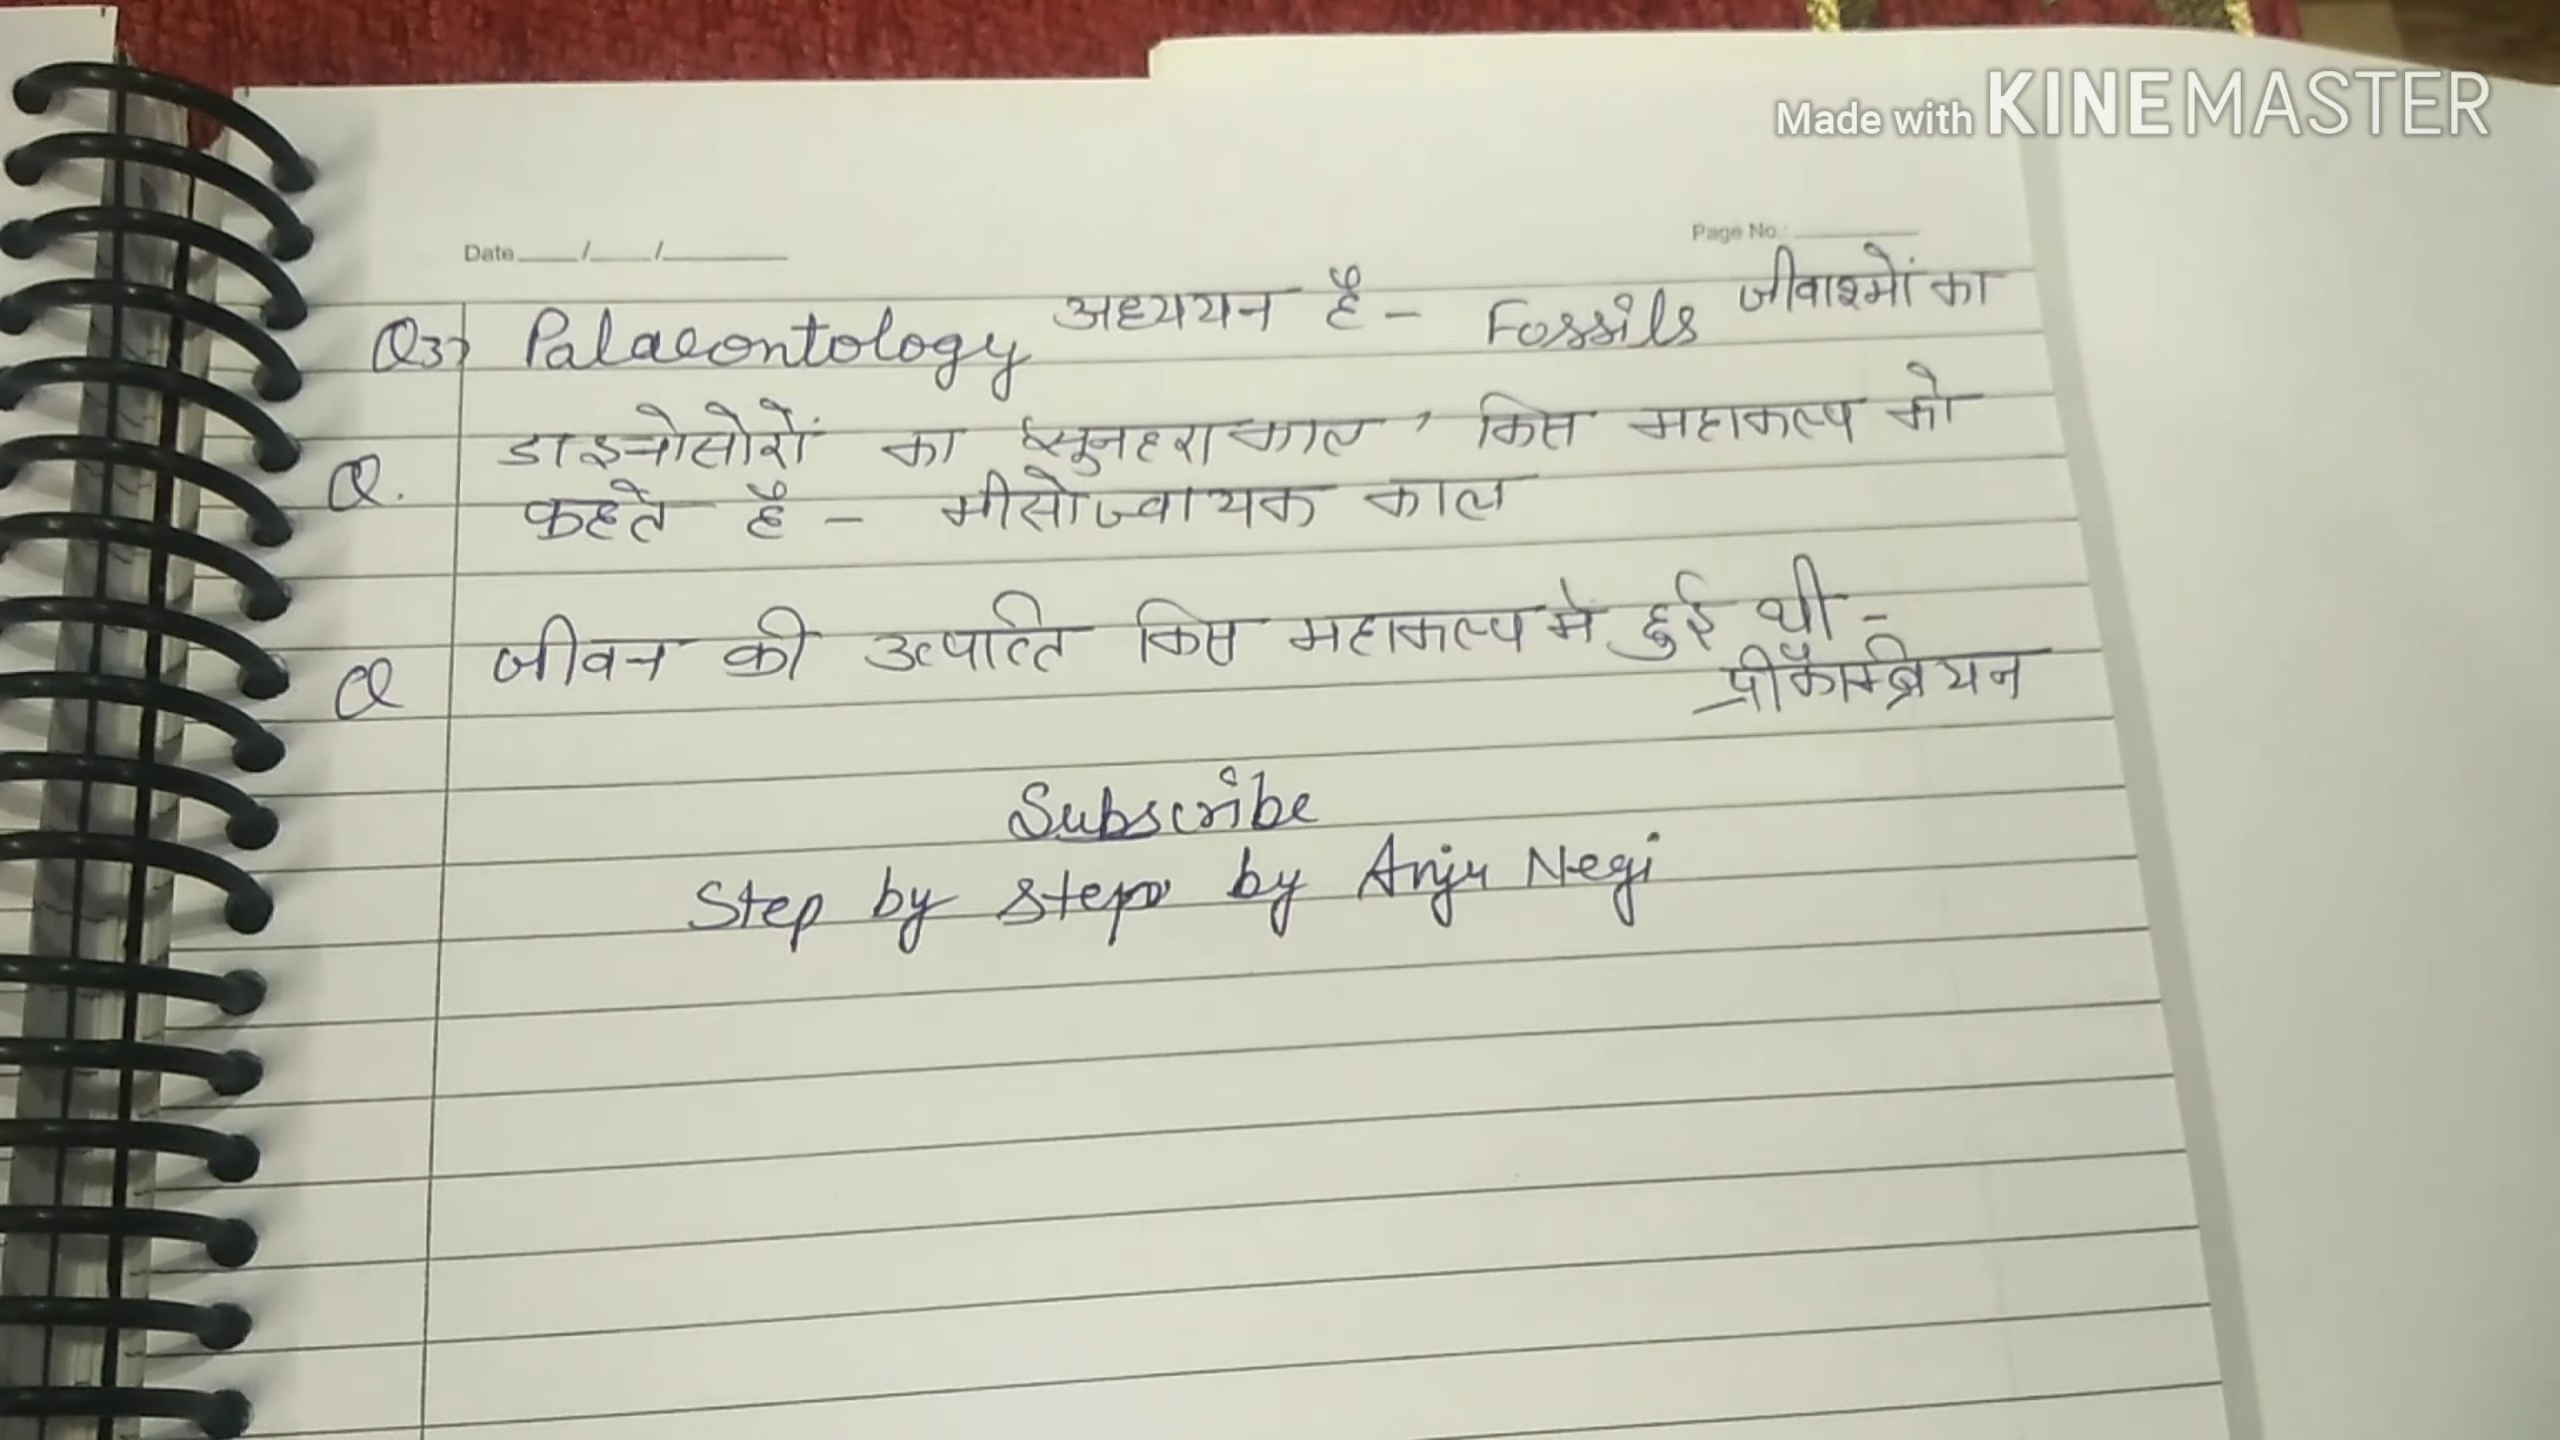 Made with KINEMASTER
Date / /
Page No.:
Q3) Palaeontology अध्ययन है - Fossils जीवाश्मों का
Q. डाइनोसोरों का सुनहरा काल ' किस महाकल्प को
कहते है - मीसोज्वायक काल
Q जीवन की उत्पत्ति किस महाकल्प मे हुई थी -
प्रीकैम्ब्रियन
Subscribe
Step by step by Anju Negi